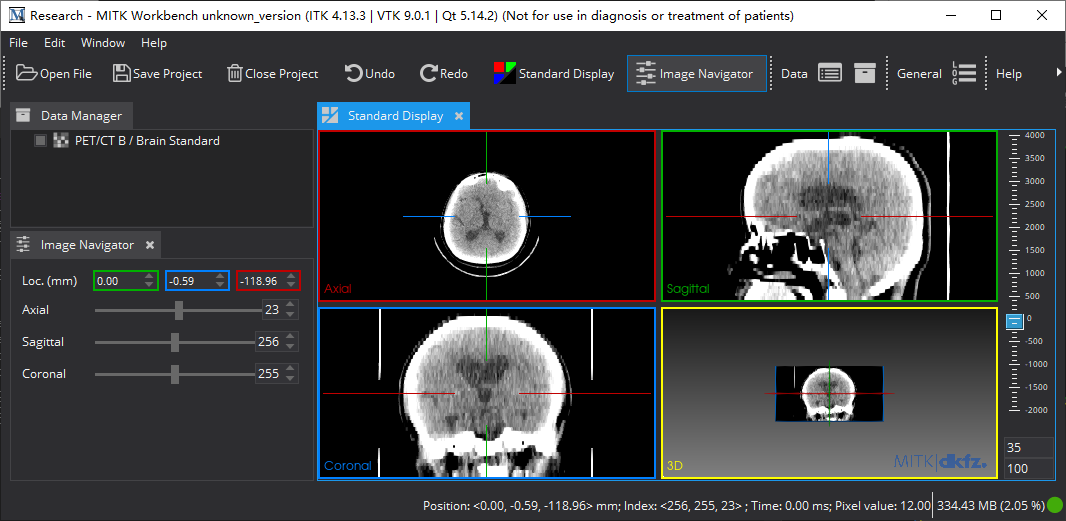 Research - MITK Workbench unknown_version (ITK 4.13.3 | VTK 9.0.1 | Qt 5.14.2) (Not for use in diagnosis or treatment of patients)
File Edit Window Help
Open File Save Project Close Project Undo Redo Standard Display Image Navigator Data General LOG Help
Data Manager
PET/CT B / Brain Standard
Image Navigator
Loc. (mm) 0.00 -0.59 -118.96
Axial 23
Sagittal 256
Coronal 255
Standard Display
Axial
Sagittal
Coronal
3D
MITK dkfz.
4000
3500
3000
2500
2000
1500
1000
500
0
-500
-1000
-1500
-2000
35
100
Position: <0.00, -0.59, -118.96> mm; Index: <256, 255, 23> ; Time: 0.00 ms; Pixel value: 12.00 334.43 MB (2.05 %)